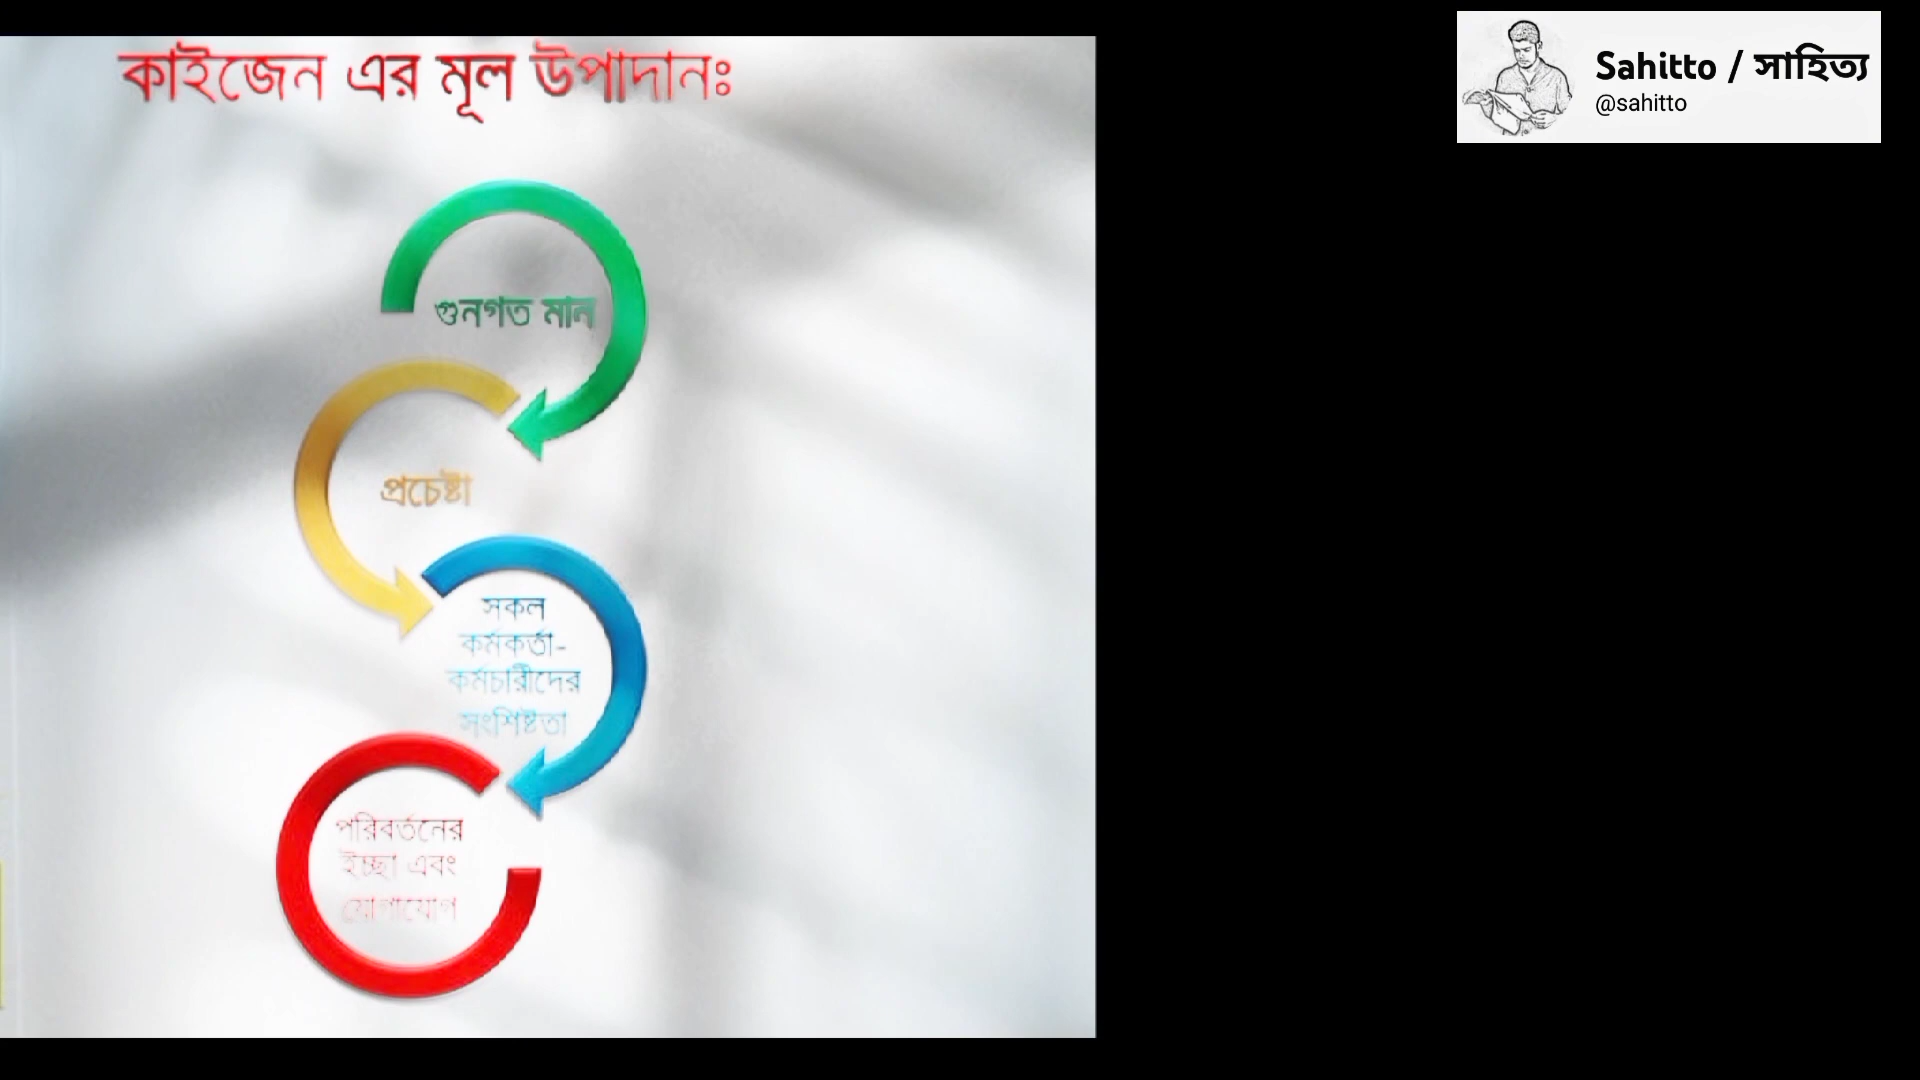 কাইজেন এর মূল উপাদানঃ
গুনগত মান
প্রচেষ্টা
সকল
কর্মকর্তা-
কর্মচারীদের
সংশিষ্টতা
পরিবর্তনের
ইচ্ছা এবং
যোগাযোগ
Sahitto / সাহিত্য
@sahitto